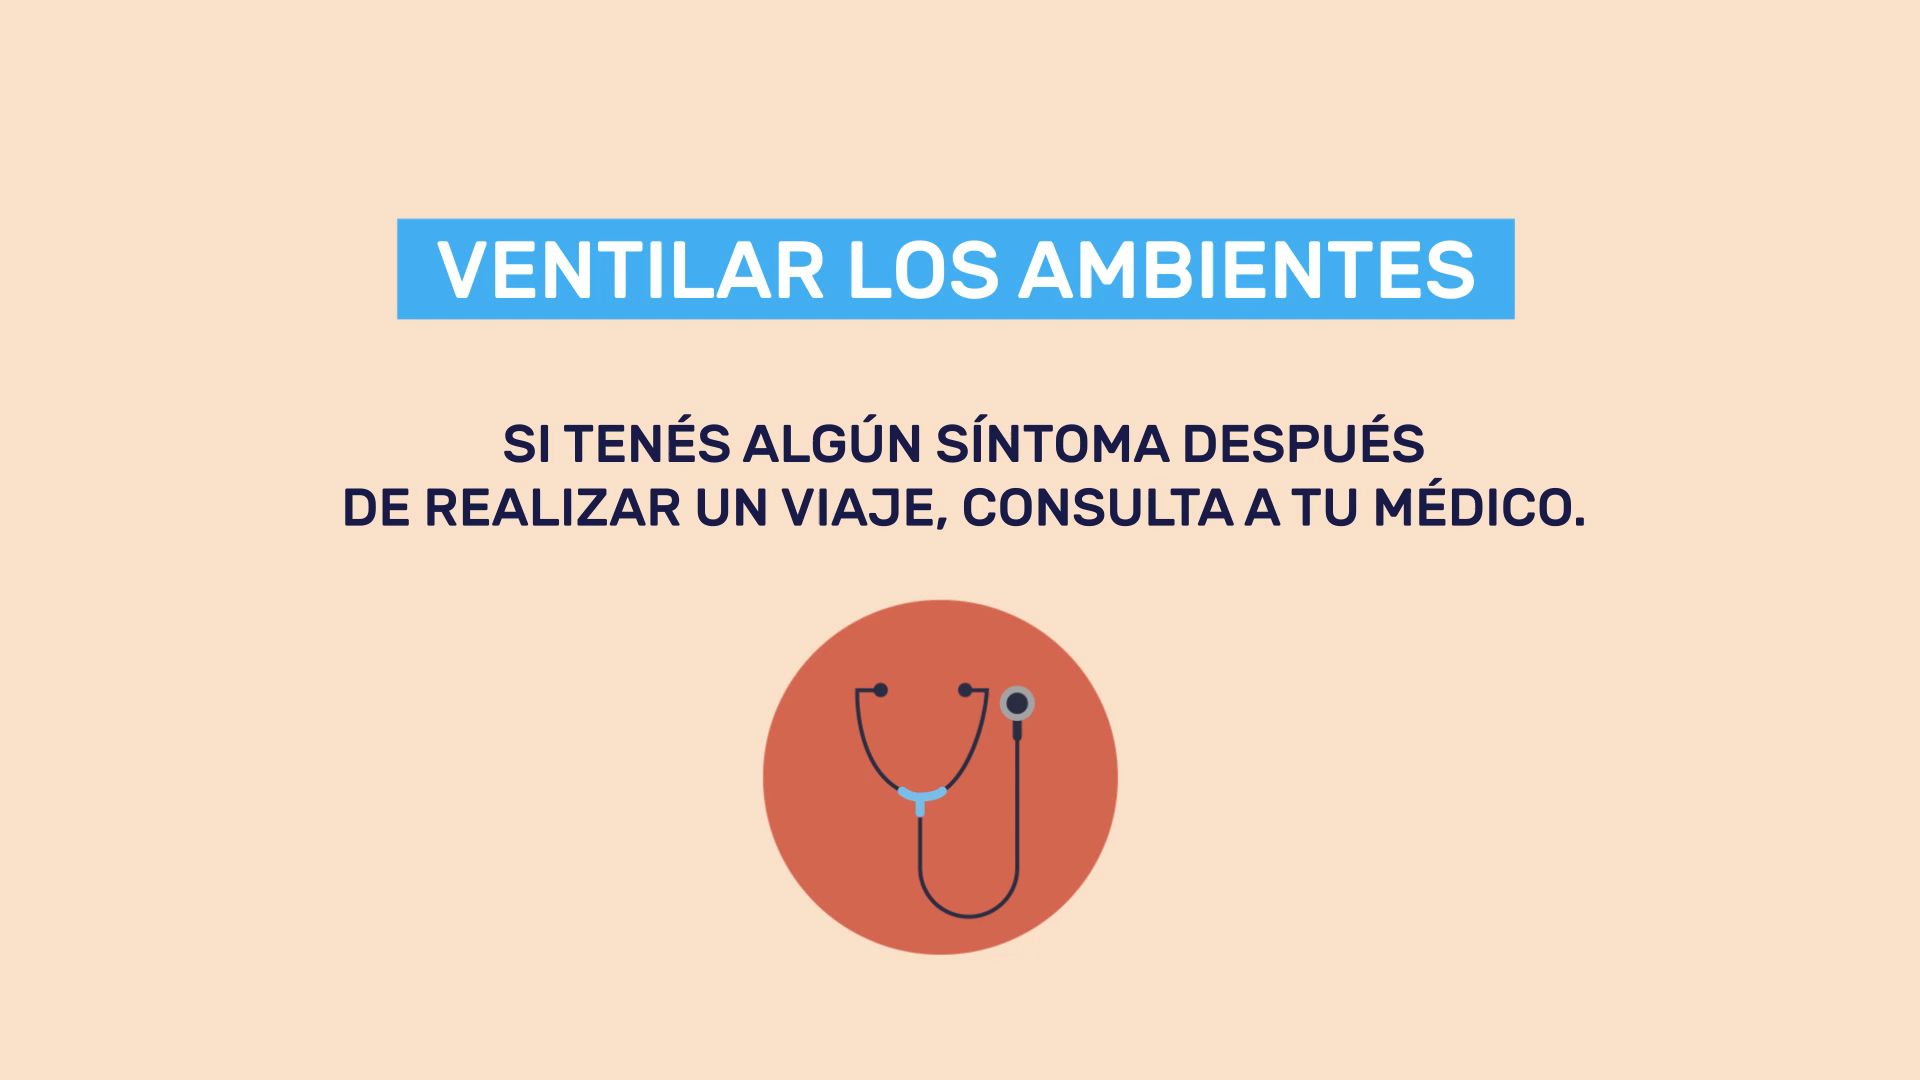 VENTILAR LOS AMBIENTES
SI TENÉS ALGÚN SÍNTOMA DESPUÉS
DE REALIZAR UN VIAJE, CONSULTA A TU MÉDICO.